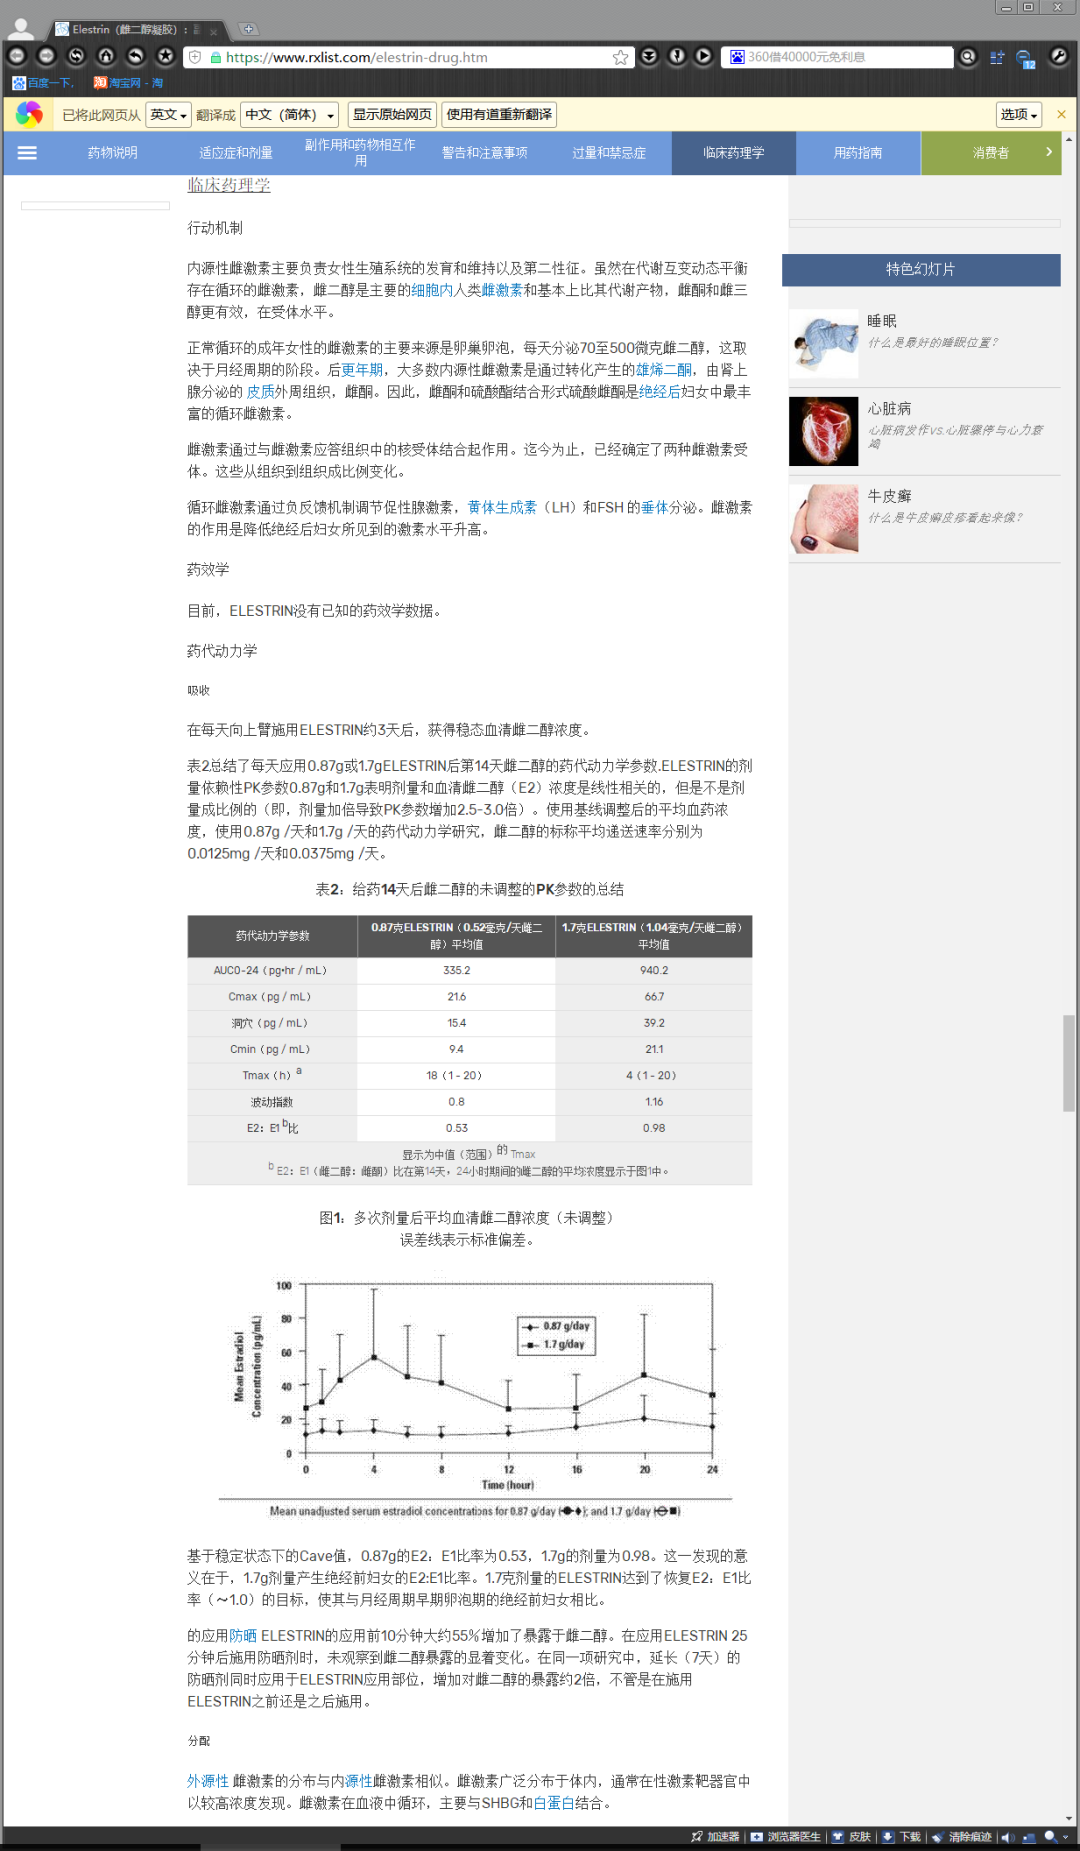 Elestrin（雌二醇凝胶）：
https://www.rxlist.com/elestrin-drug.htm
360借40000元免利息
12
百度一下，
淘宝网 - 淘
已将此网页从
英文
翻译成
中文（简体）
显示原始网页
使用有道重新翻译
选项
药物说明
适应症和剂量
副作用和药物相互作
用
警告和注意事项
过量和禁忌症
临床药理学
用药指南
消费者
临床药理学
行动机制
内源性雌激素主要负责女性生殖系统的发育和维持以及第二性征。虽然在代谢互变动态平衡
存在循环的雌激素，雌二醇是主要的细胞内人类雌激素和基本上比其代谢产物，雌酮和雌三
醇更有效，在受体水平。
正常循环的成年女性的雌激素的主要来源是卵巢卵泡，每天分泌70至500微克雌二醇，这取
决于月经周期的阶段。后更年期，大多数内源性雌激素是通过转化产生的雄烯二酮，由肾上
腺分泌的 皮质外周组织，雌酮。因此，雌酮和硫酸酯结合形式硫酸雌酮是绝经后妇女中最丰
富的循环雌激素。
雌激素通过与雌激素应答组织中的核受体结合起作用。迄今为止，已经确定了两种雌激素受
体。这些从组织到组织成比例变化。
循环雌激素通过负反馈机制调节促性腺激素，黄体生成素（LH）和FSH 的垂体分泌。雌激素
的作用是降低绝经后妇女所见到的激素水平升高。
药效学
目前，ELESTRIN没有已知的药效学数据。
药代动力学
吸收
在每天向上臂施用ELESTRIN约3天后，获得稳态血清雌二醇浓度。
表2总结了每天应用0.87g或1.7gELESTRIN后第14天雌二醇的药代动力学参数.ELESTRIN的剂
量依赖性PK参数0.87g和1.7g表明剂量和血清雌二醇（E2）浓度是线性相关的，但是不是剂
量成比例的（即，剂量加倍导致PK参数增加2.5-3.0倍）。使用基线调整后的平均血药浓
度，使用0.87g /天和1.7g /天的药代动力学研究，雌二醇的标称平均递送速率分别为
0.0125mg /天和0.0375mg /天。
表2：给药14天后雌二醇的未调整的PK参数的总结
药代动力学参数
0.87克ELESTRIN（0.52毫克/天雌二
醇）平均值
1.7克ELESTRIN（1.04毫克/天雌二醇）
平均值
AUC0-24（pg•hr / mL） 335.2 940.2
Cmax（pg / mL） 21.6 66.7
洞穴（pg / mL） 15.4 39.2
Cmin（pg / mL） 9.4 21.1
Tmax（h）a 18（1 - 20） 4（1 - 20）
波动指数 0.8 1.16
E2：E1 b比 0.53 0.98
显示为中值（范围）的 Tmax
b E2：E1（雌二醇：雌酮）比在第14天，24小时期间的雌二醇的平均浓度显示于图1中。
图1：多次剂量后平均血清雌二醇浓度（未调整）
误差线表示标准偏差。
Mean Estradiol
Concentration (pg/mL)
100
80
60
40
20
0
0.87 g/day
1.7 g/day
0 4 8 12 16 20 24
Time (hour)
Mean unadjusted serum estradiol concentrations for 0.87 g/day (●◆); and 1.7 g/day (⊖■)
基于稳定状态下的Cave值，0.87g的E2：E1比率为0.53，1.7g的剂量为0.98。这一发现的意
义在于，1.7g剂量产生绝经前妇女的E2:E1比率。1.7克剂量的ELESTRIN达到了恢复E2：E1比
率（～1.0）的目标，使其与月经周期早期卵泡期的绝经前妇女相比。
的应用防晒 ELESTRIN的应用前10分钟大约55％增加了暴露于雌二醇。在应用ELESTRIN 25
分钟后施用防晒剂时，未观察到雌二醇暴露的显着变化。在同一项研究中，延长（7天）的
防晒剂同时应用于ELESTRIN应用部位，增加对雌二醇的暴露约2倍，不管是在施用
ELESTRIN之前还是之后施用。
分配
外源性 雌激素的分布与内源性雌激素相似。雌激素广泛分布于体内，通常在性激素靶器官中
以较高浓度发现。雌激素在血液中循环，主要与SHBG和白蛋白结合。
特色幻灯片
睡眠
什么是最好的睡眠位置？
心脏病
心脏病发作vs.心脏骤停与心力衰
竭
牛皮癣
什么是牛皮癣皮疹看起来像？
加速器
浏览器医生
皮肤
下载
清除痕迹